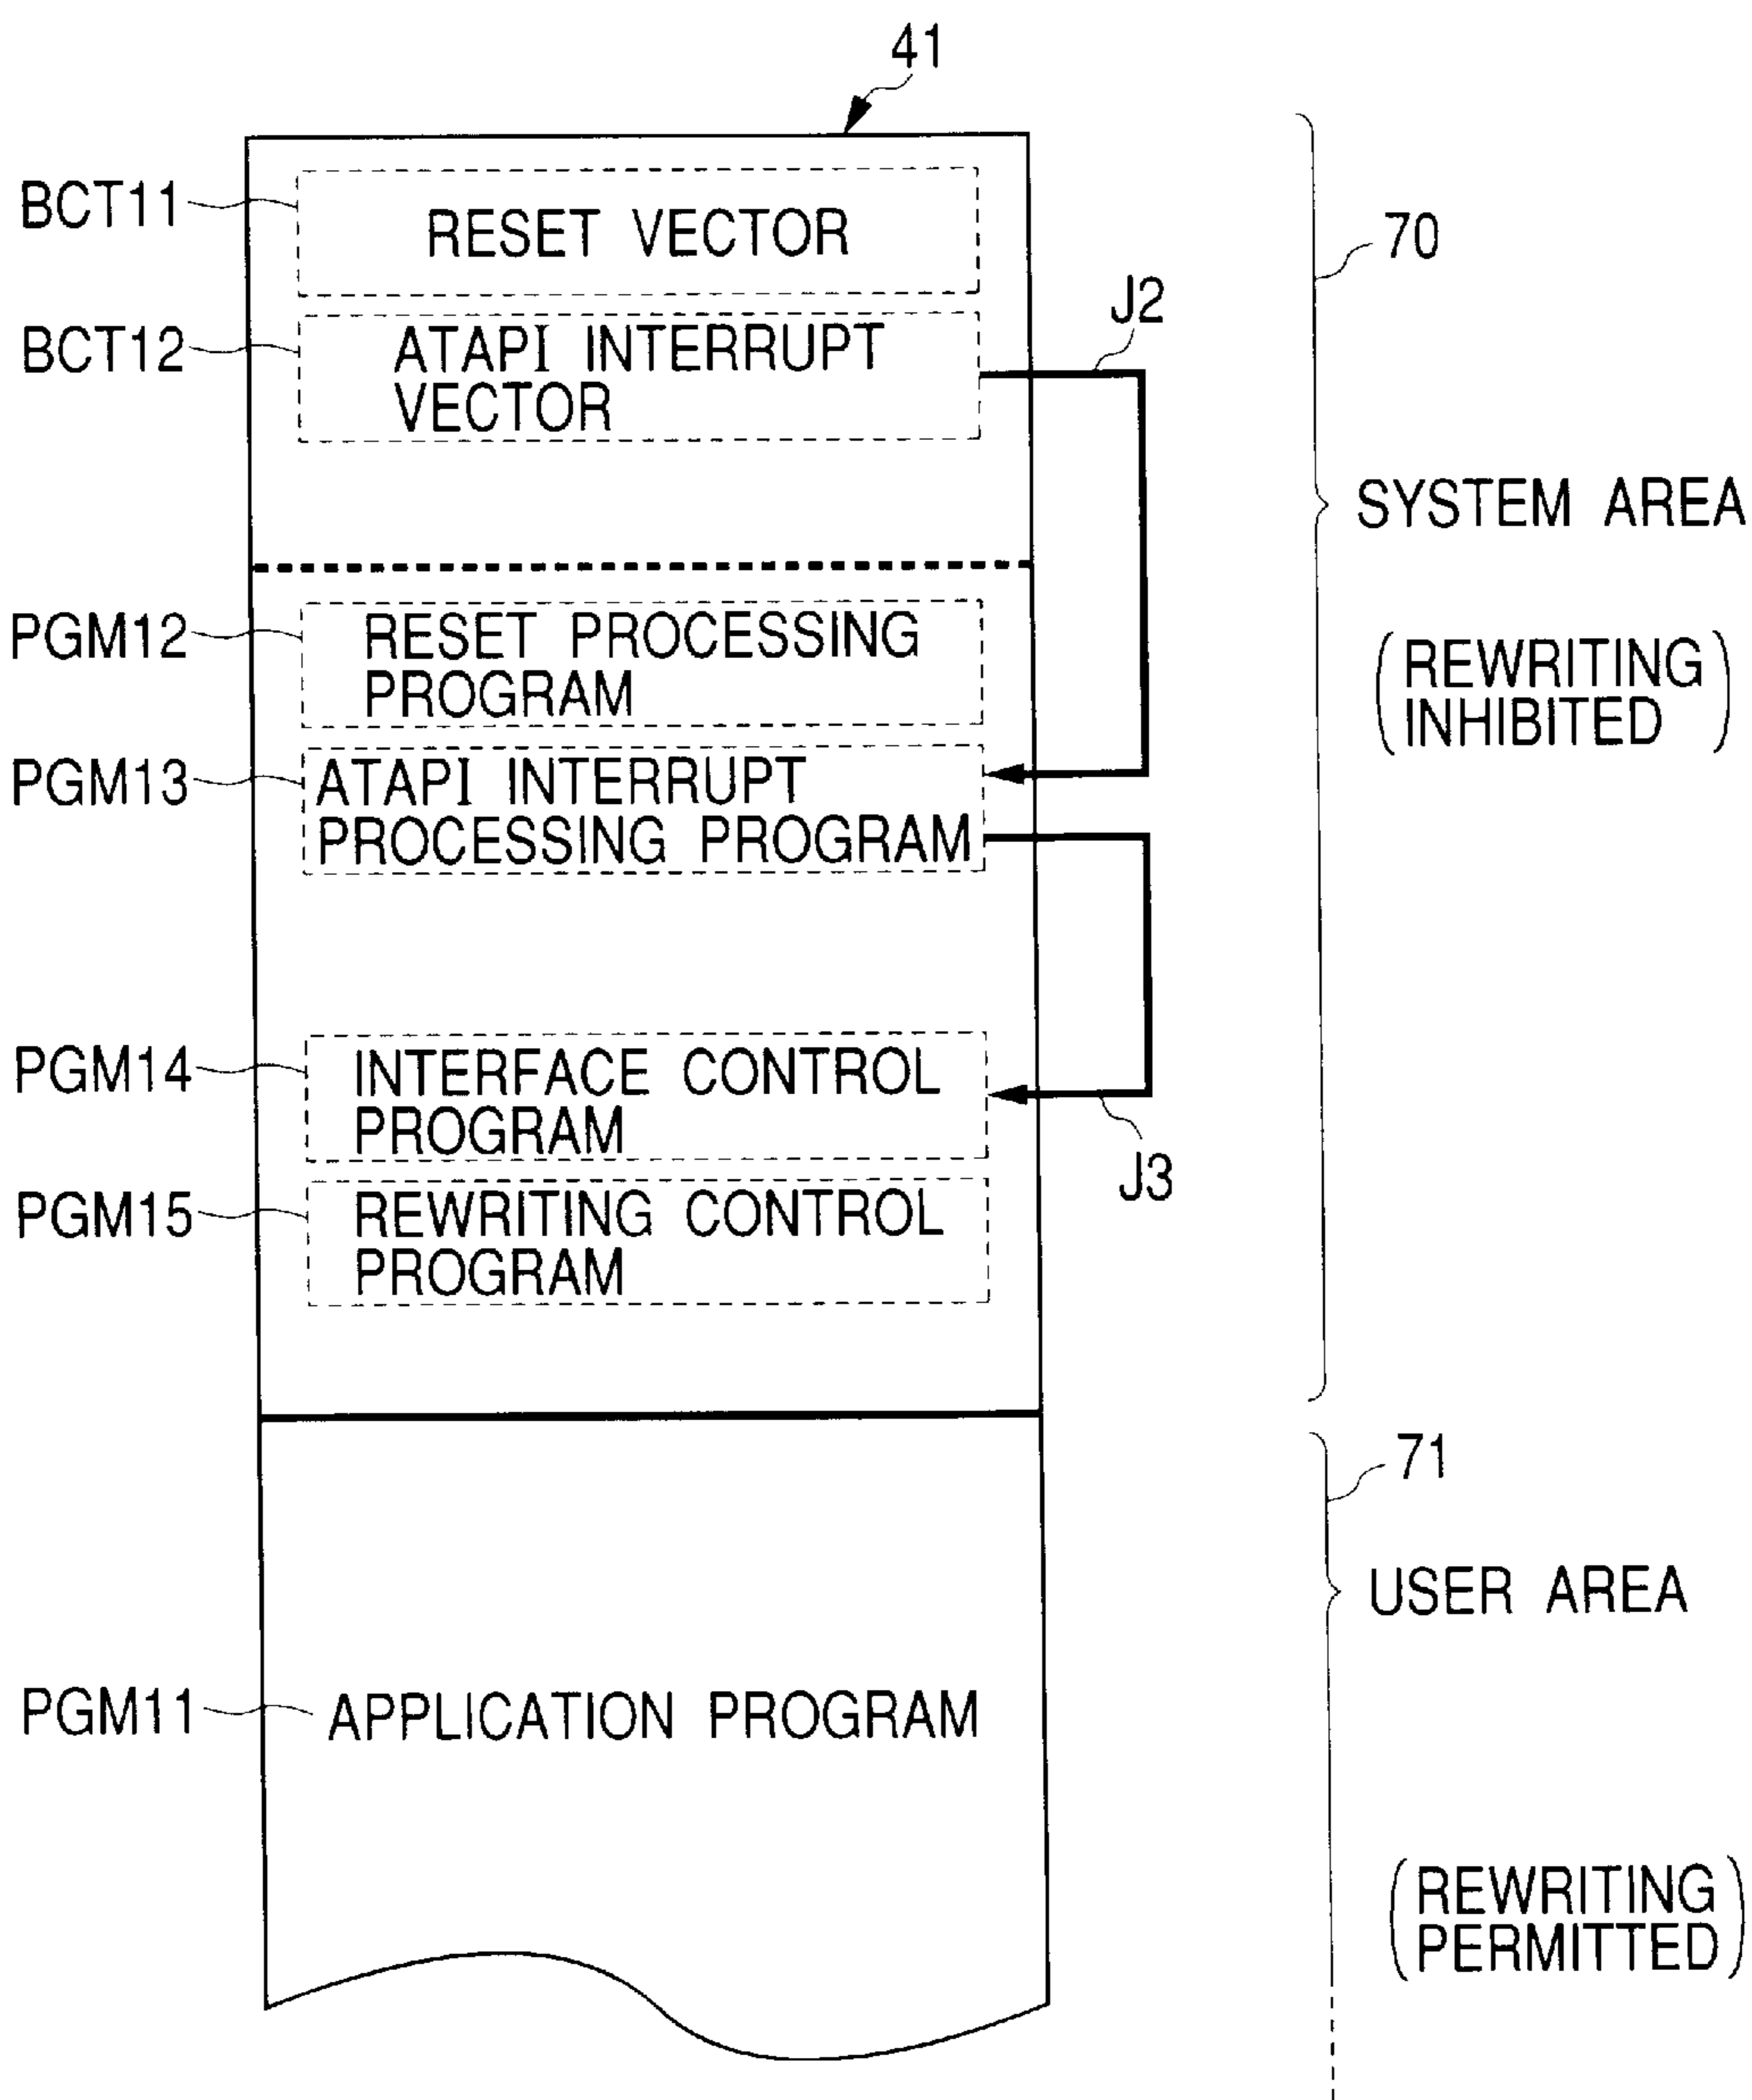 41
BCT11
RESET VECTOR
70
BCT12
ATAPI INTERRUPT
VECTOR
J2
SYSTEM AREA
(REWRITING
INHIBITED)
PGM12
RESET PROCESSING
PROGRAM
PGM13
ATAPI INTERRUPT
PROCESSING PROGRAM
PGM14
INTERFACE CONTROL
PROGRAM
J3
PGM15
REWRITING CONTROL
PROGRAM
71
USER AREA
PGM11
APPLICATION PROGRAM
(REWRITING
PERMITTED)